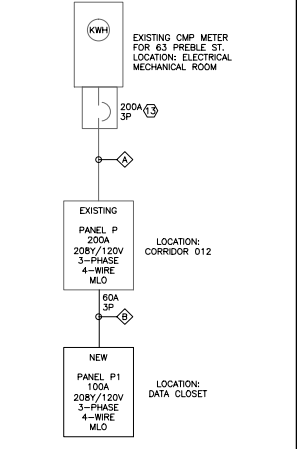 KWH
EXISTING CMP METER
FOR 63 PREBLE ST.
LOCATION: ELECTRICAL
MECHANICAL ROOM
200A 13
3P
A
EXISTING
PANEL P
200A
208Y/120V
3-PHASE
4-WIRE
MLO
LOCATION:
CORRIDOR 012
60A
3P
B
NEW
PANEL P1
100A
208Y/120V
3-PHASE
4-WIRE
MLO
LOCATION:
DATA CLOSET